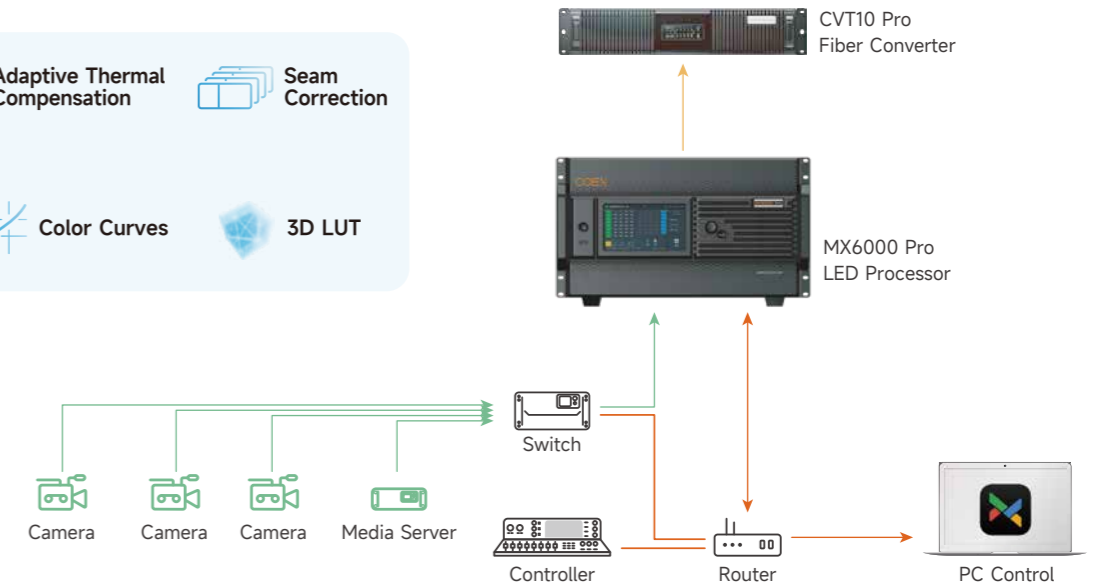 CVT10 Pro
Fiber Converter
Adaptive Thermal
Compensation
Seam
Correction
Color Curves
3D LUT
COEX
MX6000 Pro
LED Processor
Switch
Camera
Camera
Camera
Media Server
Controller
Router
PC Control